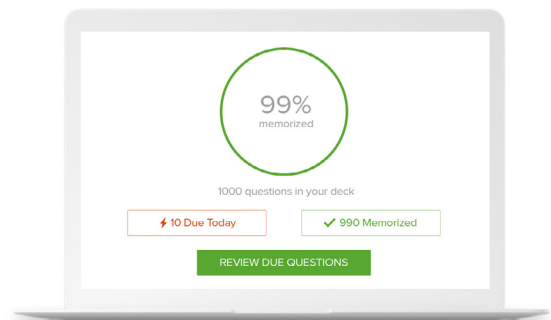 99%
memorized
1000 questions in your deck
10 Due Today
990 Memorized
REVIEW DUE QUESTIONS